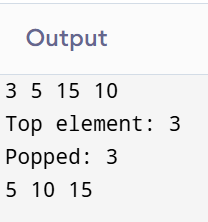 Output
3 5 15 10
Top element: 3
Popped: 3
5 10 15